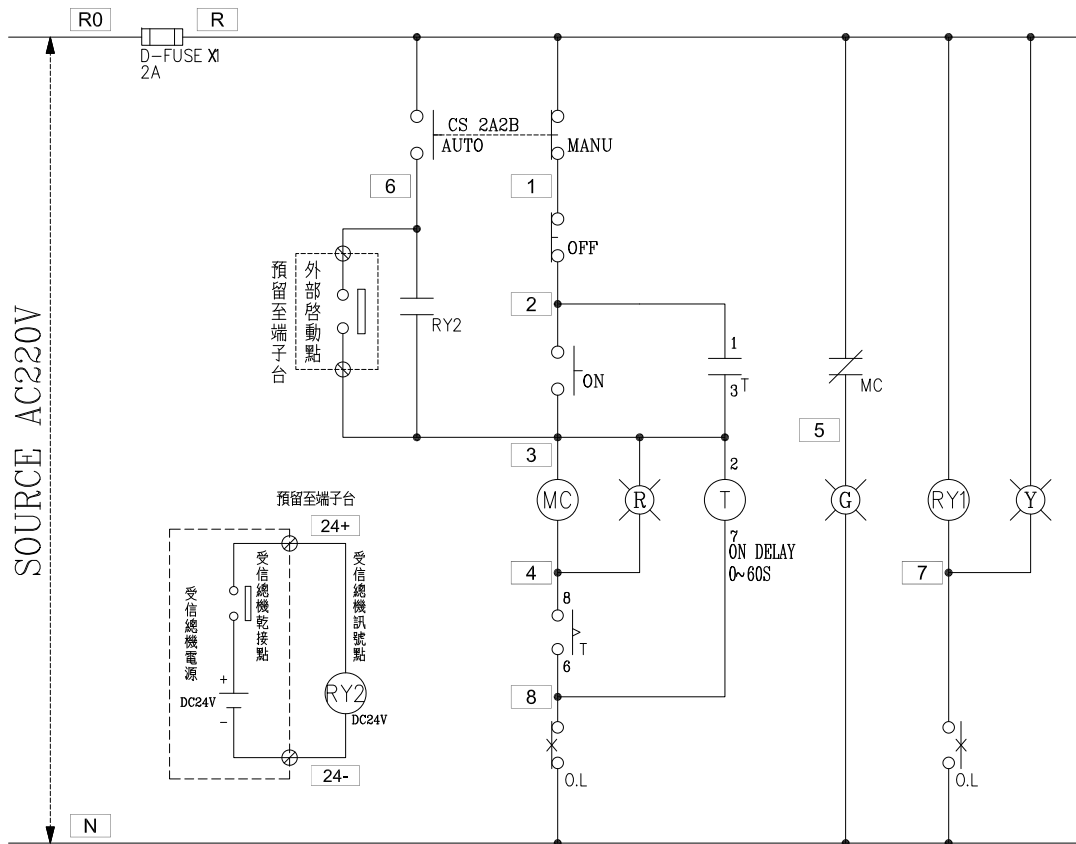 R0
R
D-FUSE X1
2A
CS 2A2B
AUTO
MANU
6
1
OFF
預留至端子台
外部啓動點
RY2
2
1
ON
3
T
MC
5
SOURCE AC220V
3
2
MC
R
T
G
RY1
Y
預留至端子台
24+
7
ON DELAY
0~60S
4
7
受信總機電源
受信總機乾接點
受信總機訊號點
8
T
6
+
DC24V
-
RY2
DC24V
8
O.L
O.L
24-
N